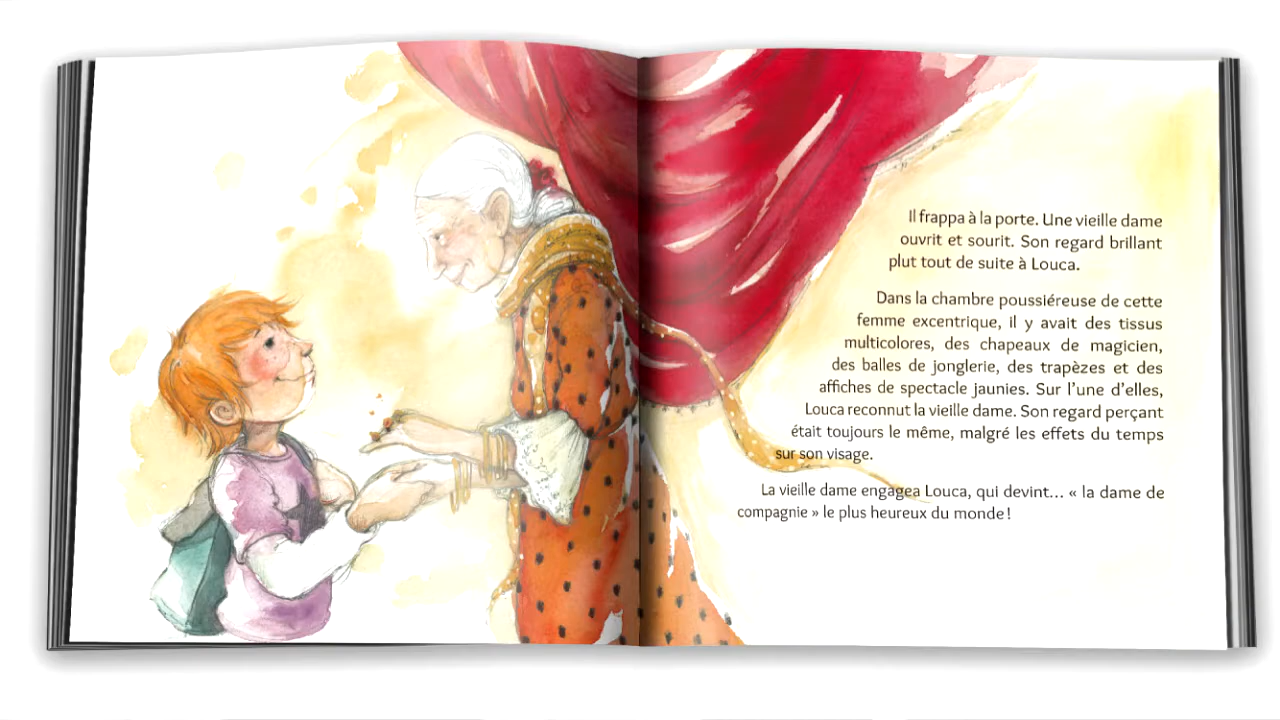 Il frappa à la porte. Une vieille dame
ouvrit et sourit. Son regard brillant
plut tout de suite à Louca.
Dans la chambre poussiéreuse de cette
femme excentrique, il y avait des tissus
multicolores, des chapeaux de magicien,
des balles de jonglerie, des trapèzes et des
affiches de spectacle jaunies. Sur l'une d'elles,
Louca reconnut la vieille dame. Son regard perçant
était toujours le même, malgré les effets du temps
sur son visage.
La vieille dame engagea Louca, qui devint... « la dame de
compagnie » le plus heureux du monde !